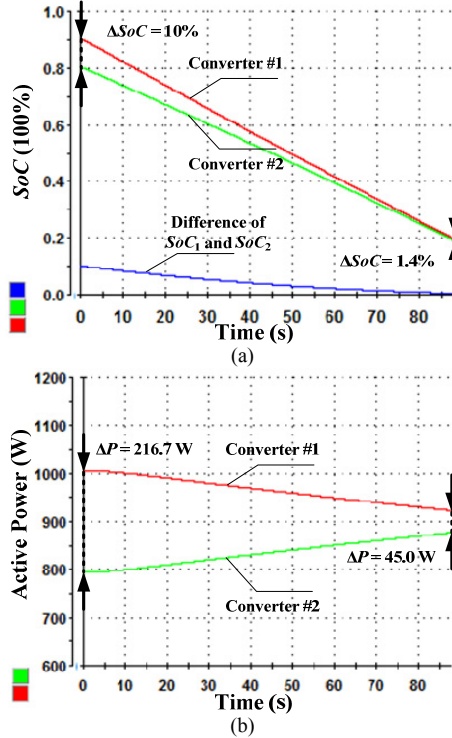 1.0
0.8
0.6
0.4
0.2
0.0
SoC (100%)
ΔSoC = 10%
Converter #1
Converter #2
Difference of
SoC₁ and SoC₂
ΔSoC = 1.4%
0 10 20 30 40 50 60 70 80
Time (s)
(a)
1200
1100
1000
900
800
700
600
Active Power (W)
ΔP = 216.7 W
Converter #1
ΔP = 45.0 W
Converter #2
0 10 20 30 40 50 60 70 80
Time (s)
(b)